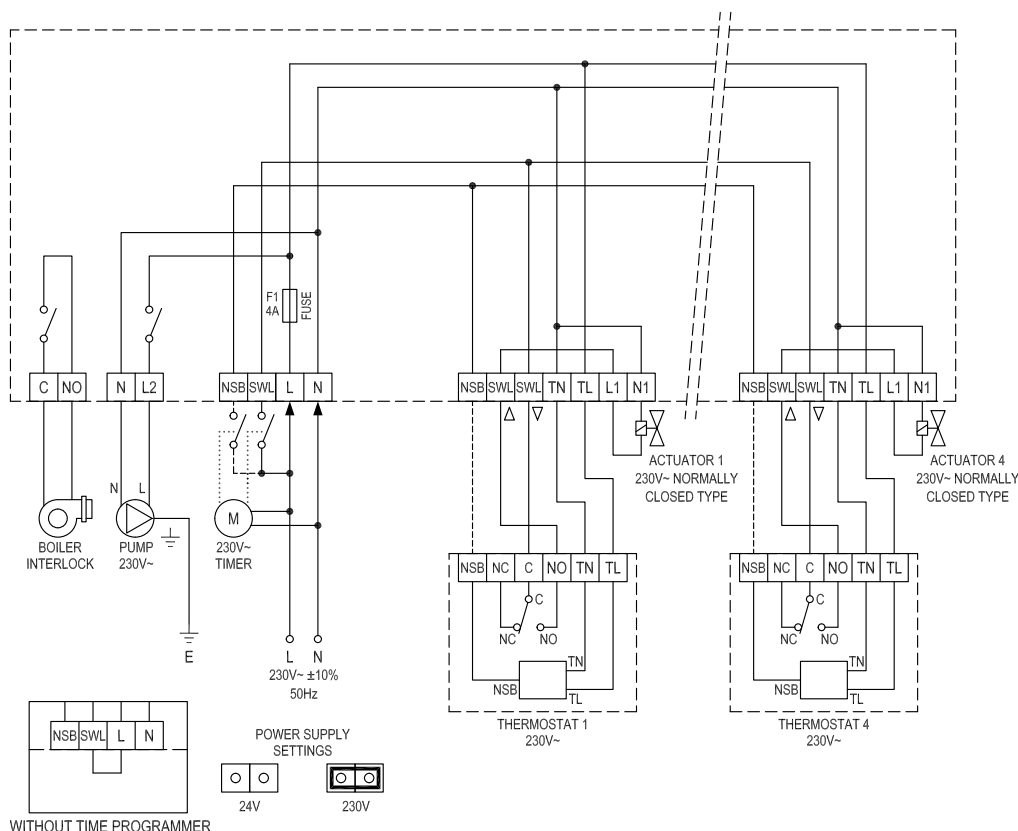 F1
4A
FUSE
C NO
N L2
NSB SWL L N
NSB SWL SWL TN TL L1 N1
NSB SWL SWL TN TL L1 N1
ACTUATOR 1
230V~ NORMALLY
CLOSED TYPE
ACTUATOR 4
230V~ NORMALLY
CLOSED TYPE
N L
M
BOILER
INTERLOCK
PUMP
230V~
230V~
TIMER
E
L N
230V~ ±10%
50Hz
NSB NC C NO TN TL
C
NC NO
TN
NSB
TL
THERMOSTAT 1
230V~
NSB NC C NO TN TL
C
NC NO
TN
NSB
TL
THERMOSTAT 4
230V~
NSB SWL L N
WITHOUT TIME PROGRAMMER
POWER SUPPLY
SETTINGS
24V
230V